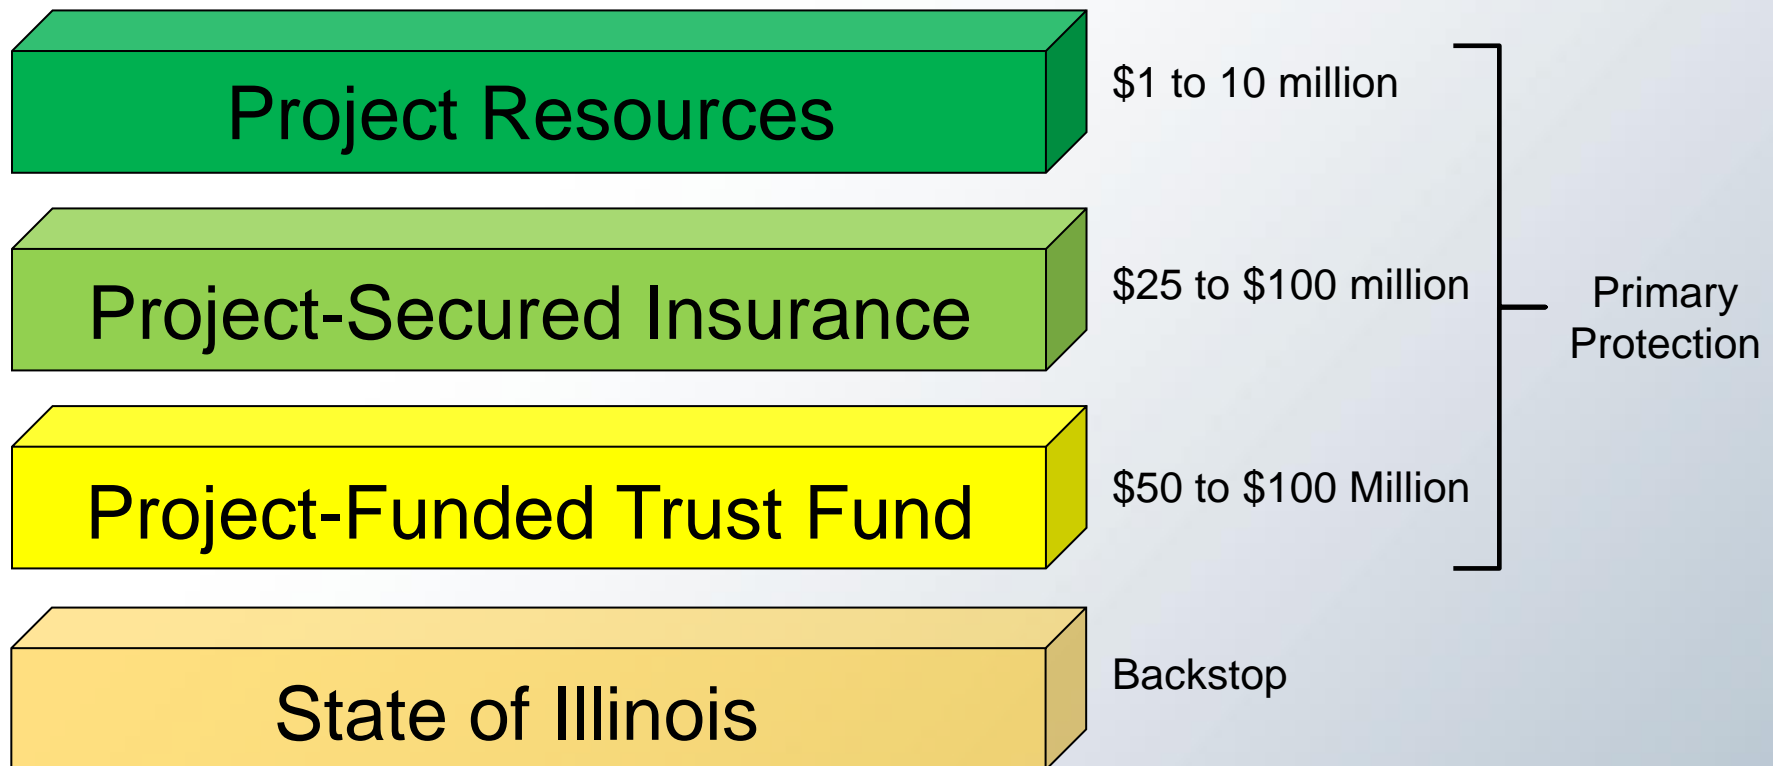 Project Resources
$1 to 10 million
Project-Secured Insurance
$25 to $100 million
Primary
Protection
Project-Funded Trust Fund
$50 to $100 Million
State of Illinois
Backstop